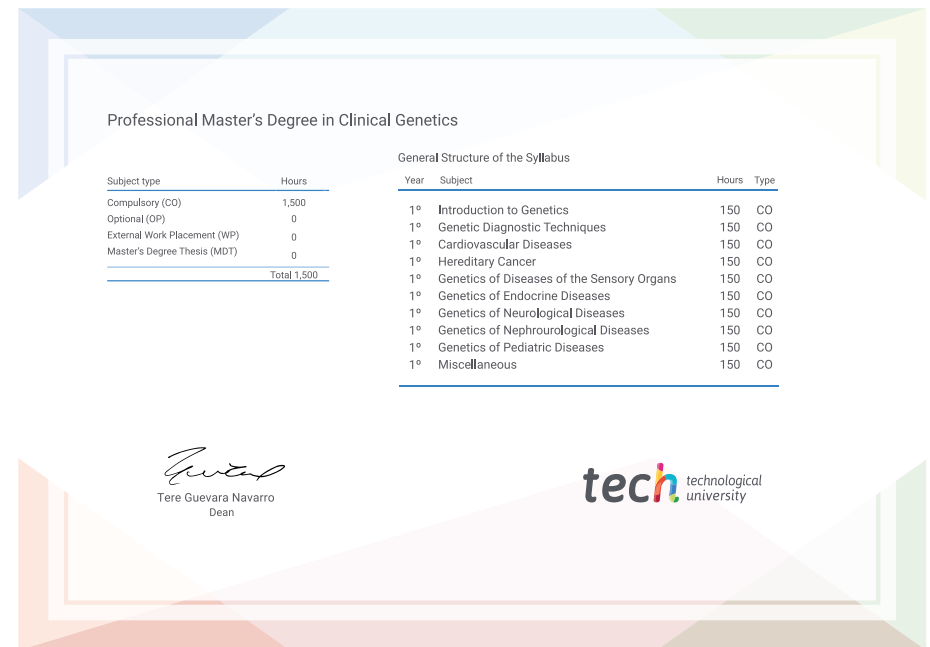 Professional Master's Degree in Clinical Genetics
General Structure of the Syllabus
Subject type Hours
Compulsory (CO) 1,500
Optional (OP) 0
External Work Placement (WP) 0
Master's Degree Thesis (MDT) 0
Total 1,500
Year Subject Hours Type
1º Introduction to Genetics 150 CO
1º Genetic Diagnostic Techniques 150 CO
1º Cardiovascular Diseases 150 CO
1º Hereditary Cancer 150 CO
1º Genetics of Diseases of the Sensory Organs 150 CO
1º Genetics of Endocrine Diseases 150 CO
1º Genetics of Neurological Diseases 150 CO
1º Genetics of Nephrourological Diseases 150 CO
1º Genetics of Pediatric Diseases 150 CO
1º Miscellaneous 150 CO
Tere Guevara Navarro
Dean
tech technological
university